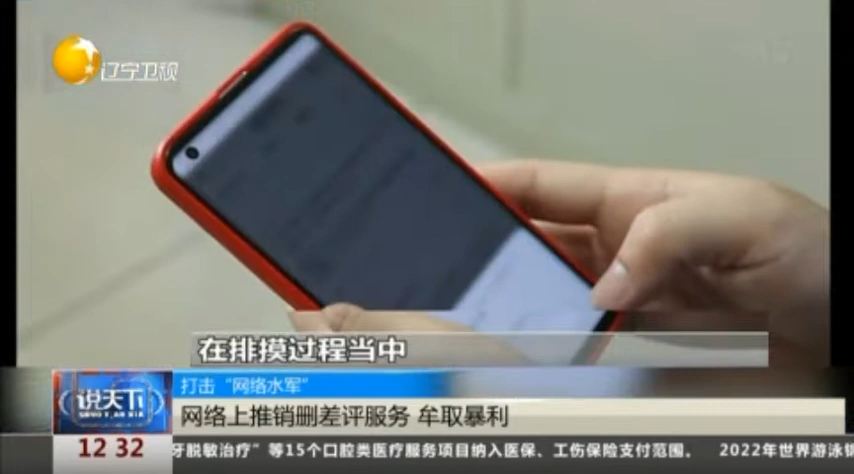 辽宁卫视
在排摸过程当中
打击“网络水军”
说天下
SHUO TIAN XIA
网络上推销删差评服务 牟取暴利
12 32
牙脱敏治疗”等15个口腔类医疗服务项目纳入医保、工伤保险支付范围。 2022年世界游泳锦